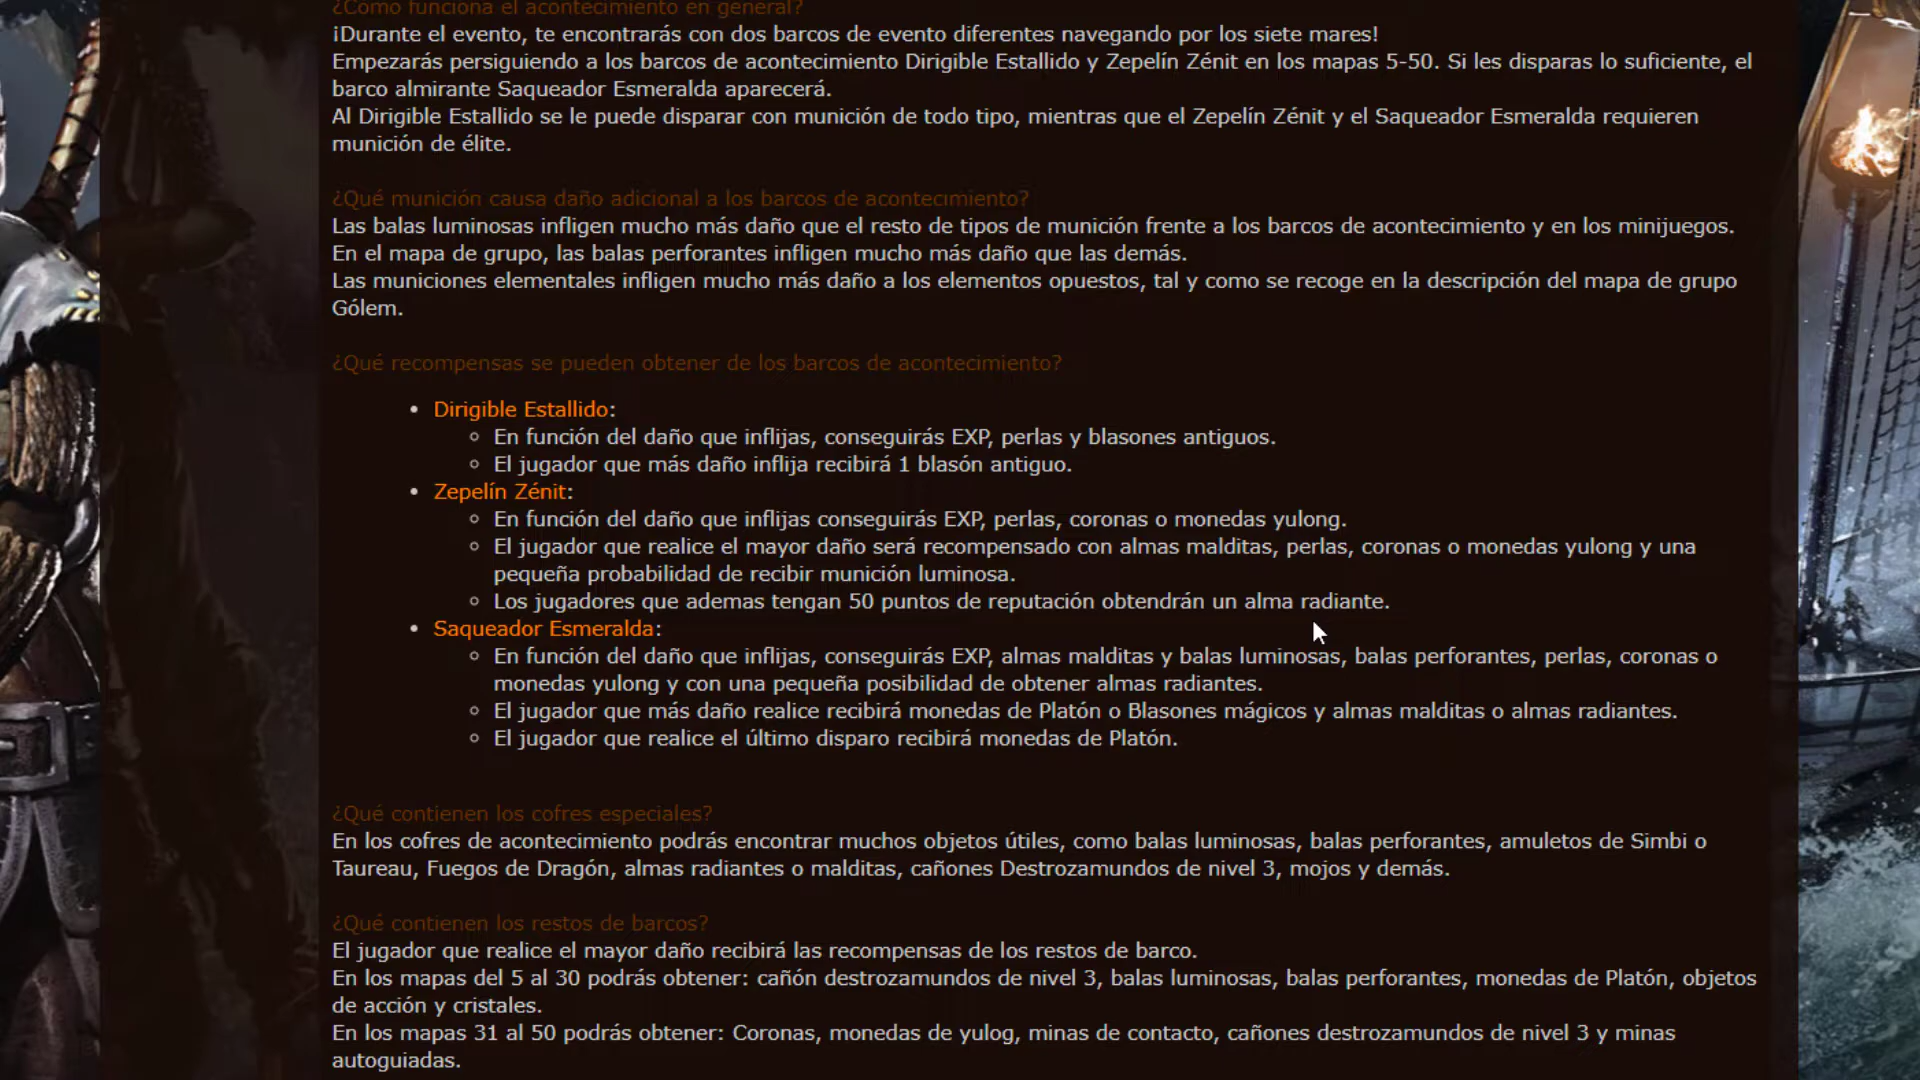 ¿Cómo funciona el acontecimiento en general?
¡Durante el evento, te encontrarás con dos barcos de evento diferentes navegando por los siete mares!
Empezarás persiguiendo a los barcos de acontecimiento Dirigible Estallido y Zepelín Zénit en los mapas 5-50. Si les disparas lo suficiente, el
barco almirante Saqueador Esmeralda aparecerá.
Al Dirigible Estallido se le puede disparar con munición de todo tipo, mientras que el Zepelín Zénit y el Saqueador Esmeralda requieren
munición de élite.
¿Qué munición causa daño adicional a los barcos de acontecimiento?
Las balas luminosas infligen mucho más daño que el resto de tipos de munición frente a los barcos de acontecimiento y en los minijuegos.
En el mapa de grupo, las balas perforantes infligen mucho más daño que las demás.
Las municiones elementales infligen mucho más daño a los elementos opuestos, tal y como se recoge en la descripción del mapa de grupo
Gólem.
¿Qué recompensas se pueden obtener de los barcos de acontecimiento?
• Dirigible Estallido:
◦ En función del daño que inflijas, conseguirás EXP, perlas y blasones antiguos.
◦ El jugador que más daño inflija recibirá 1 blasón antiguo.
• Zepelín Zénit:
◦ En función del daño que inflijas conseguirás EXP, perlas, coronas o monedas yulong.
◦ El jugador que realice el mayor daño será recompensado con almas malditas, perlas, coronas o monedas yulong y una
pequeña probabilidad de recibir munición luminosa.
◦ Los jugadores que ademas tengan 50 puntos de reputación obtendrán un alma radiante.
• Saqueador Esmeralda:
◦ En función del daño que inflijas, conseguirás EXP, almas malditas y balas luminosas, balas perforantes, perlas, coronas o
monedas yulong y con una pequeña posibilidad de obtener almas radiantes.
◦ El jugador que más daño realice recibirá monedas de Platón o Blasones mágicos y almas malditas o almas radiantes.
◦ El jugador que realice el último disparo recibirá monedas de Platón.
¿Qué contienen los cofres especiales?
En los cofres de acontecimiento podrás encontrar muchos objetos útiles, como balas luminosas, balas perforantes, amuletos de Simbi o
Taureau, Fuegos de Dragón, almas radiantes o malditas, cañones Destrozamundos de nivel 3, mojos y demás.
¿Qué contienen los restos de barcos?
El jugador que realice el mayor daño recibirá las recompensas de los restos de barco.
En los mapas del 5 al 30 podrás obtener: cañón destrozamundos de nivel 3, balas luminosas, balas perforantes, monedas de Platón, objetos
de acción y cristales.
En los mapas 31 al 50 podrás obtener: Coronas, monedas de yulog, minas de contacto, cañones destrozamundos de nivel 3 y minas
autoguiadas.